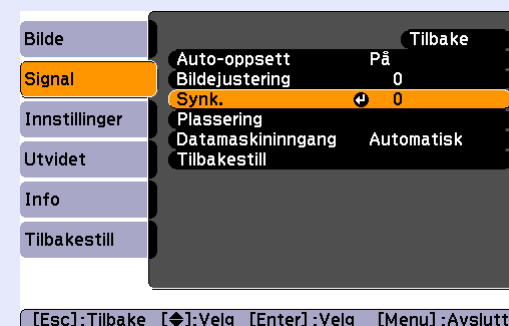 Bilde
Signal
Innstillinger
Utvidet
Info
Tilbakestill
Tilbake
Auto-oppsett På
Bildejustering 0
Synk. 0
Plassering
Datamaskininngang Automatisk
Tilbakestill
[Esc]:Tilbake [◆]:Velg [Enter]:Velg [Menu]:Avslutt